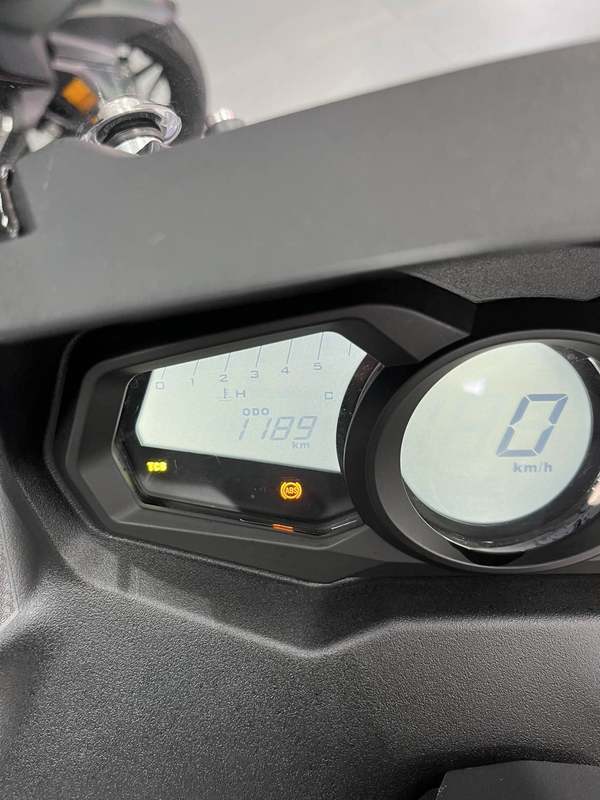 0 1 2 3 4 5
H C
ODO
1189
km
TCS
ABS
0
km/h